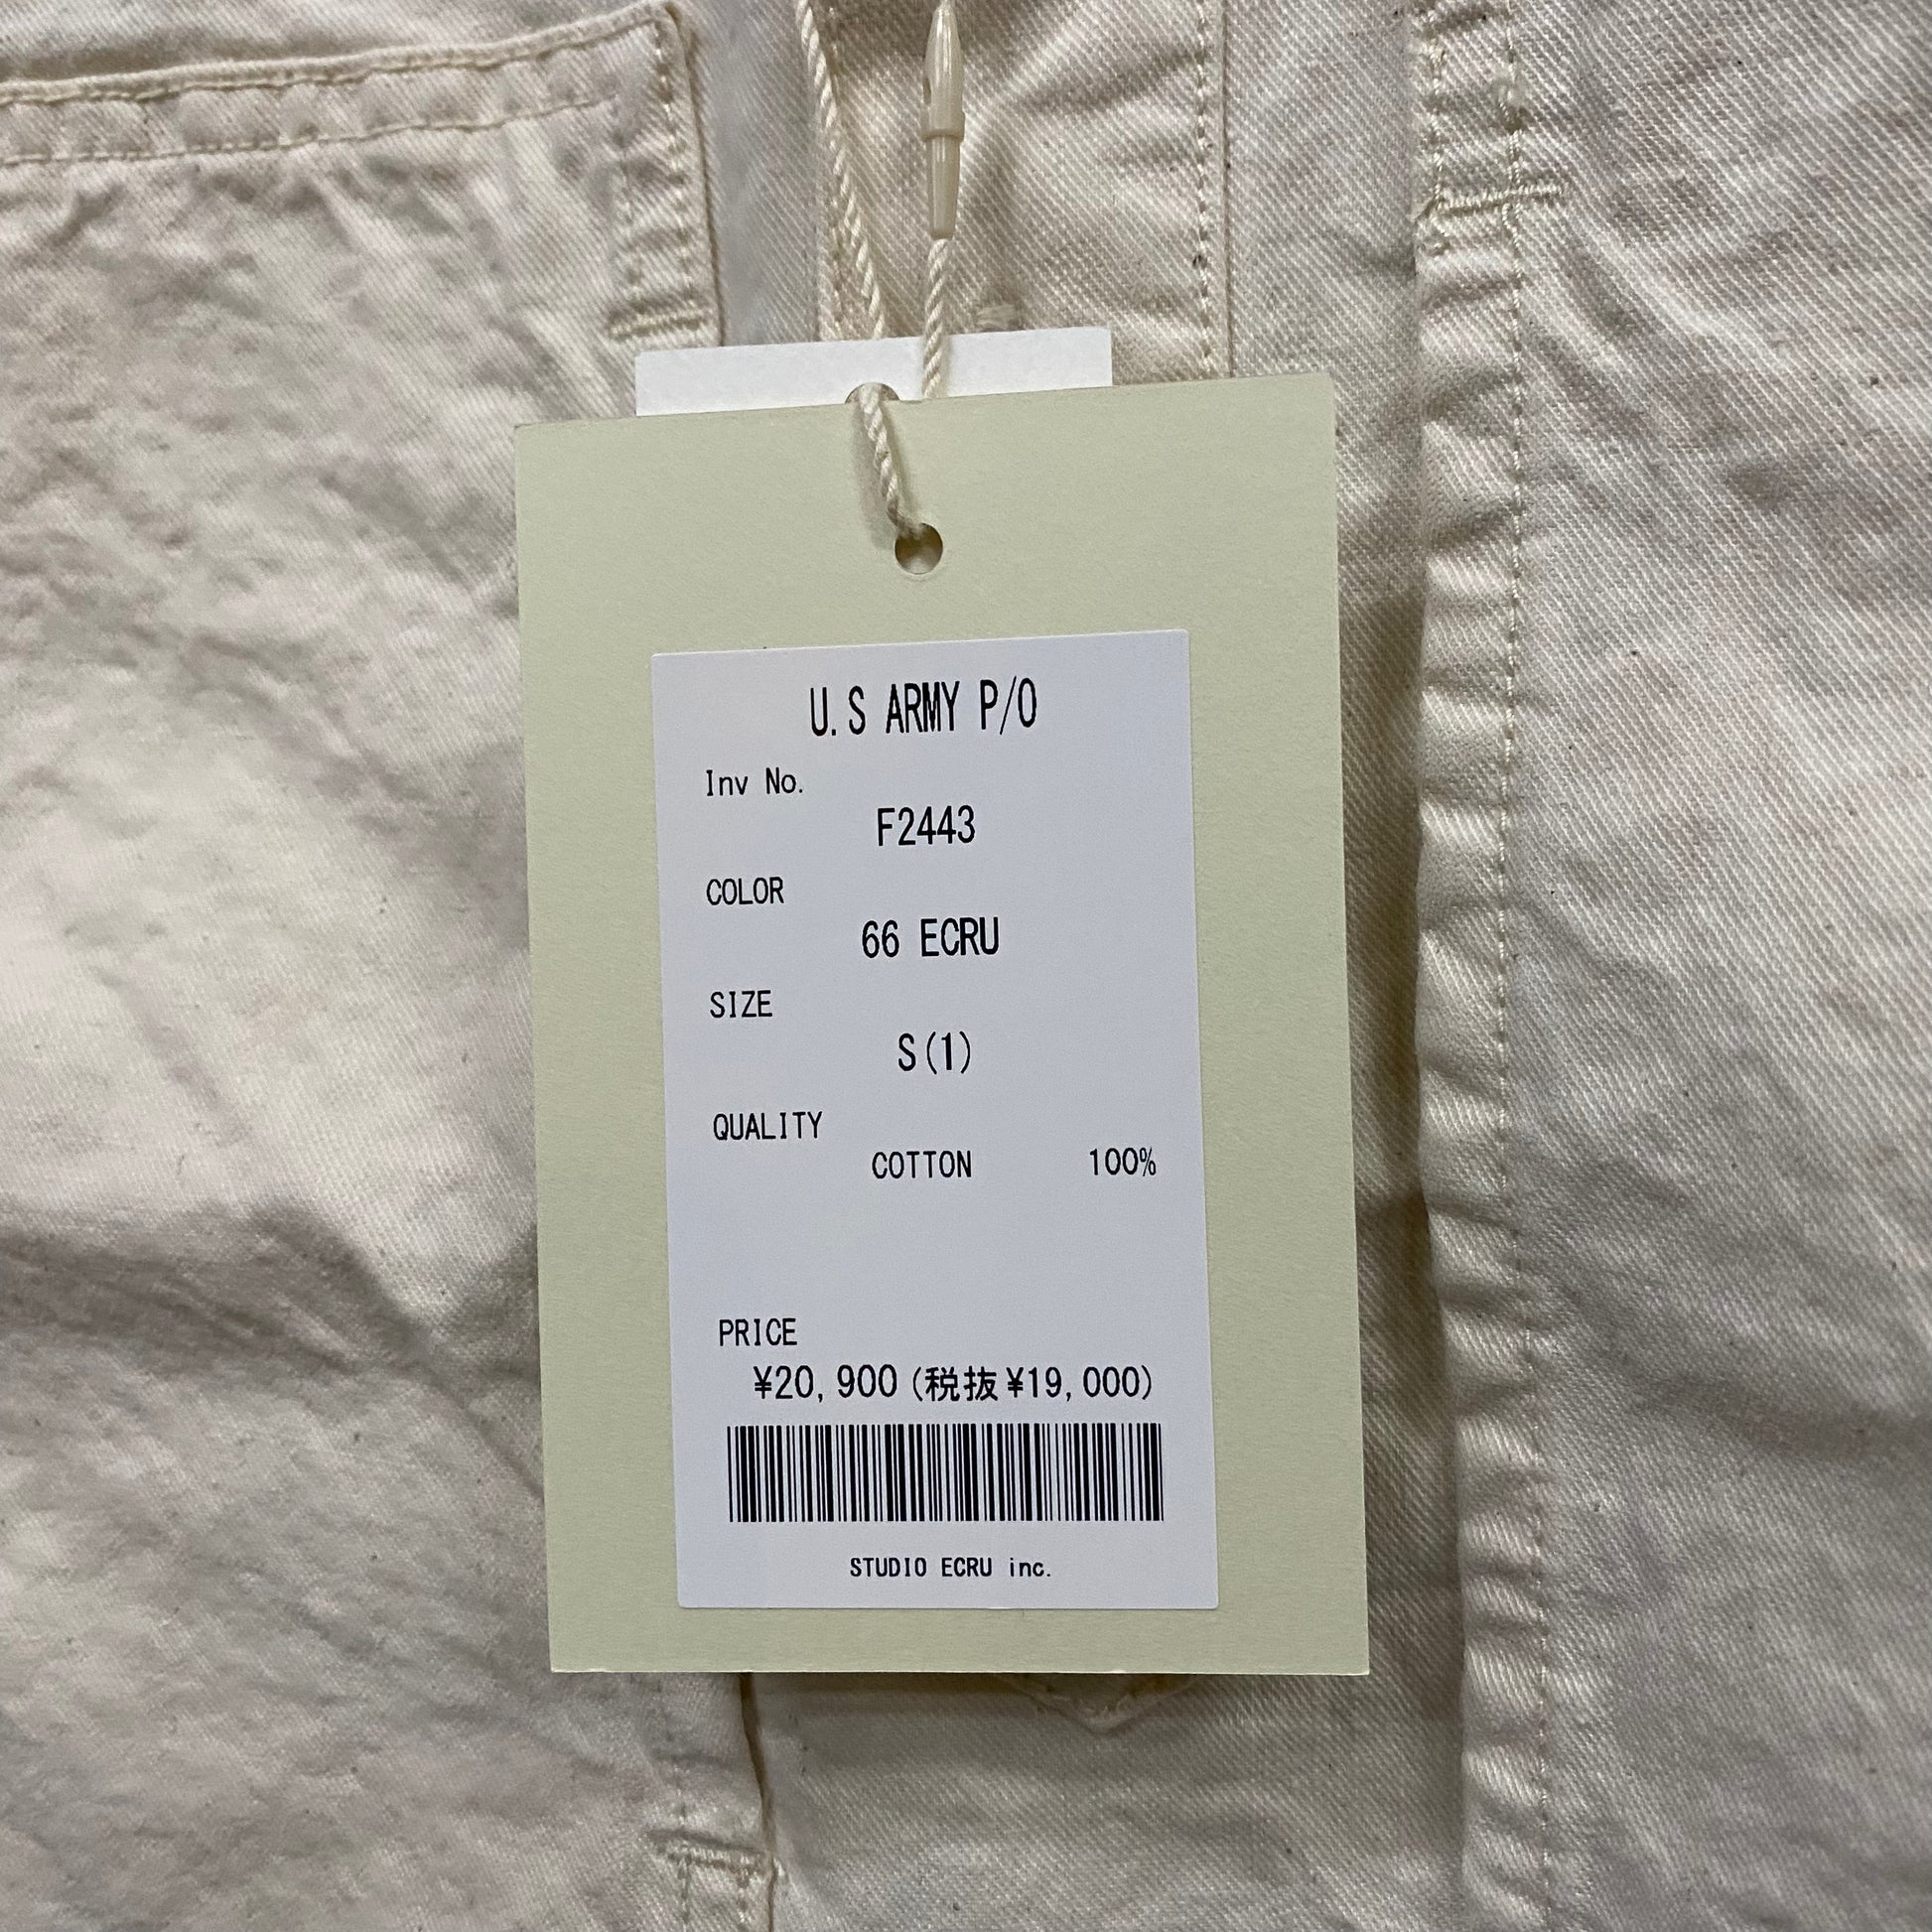 U.S ARMY P/O
Inv No.
F2443
COLOR
66 ECRU
SIZE
S(1)
QUALITY
COTTON 100%
PRICE
¥20,900(税抜¥19,000)
STUDIO ECRU inc.